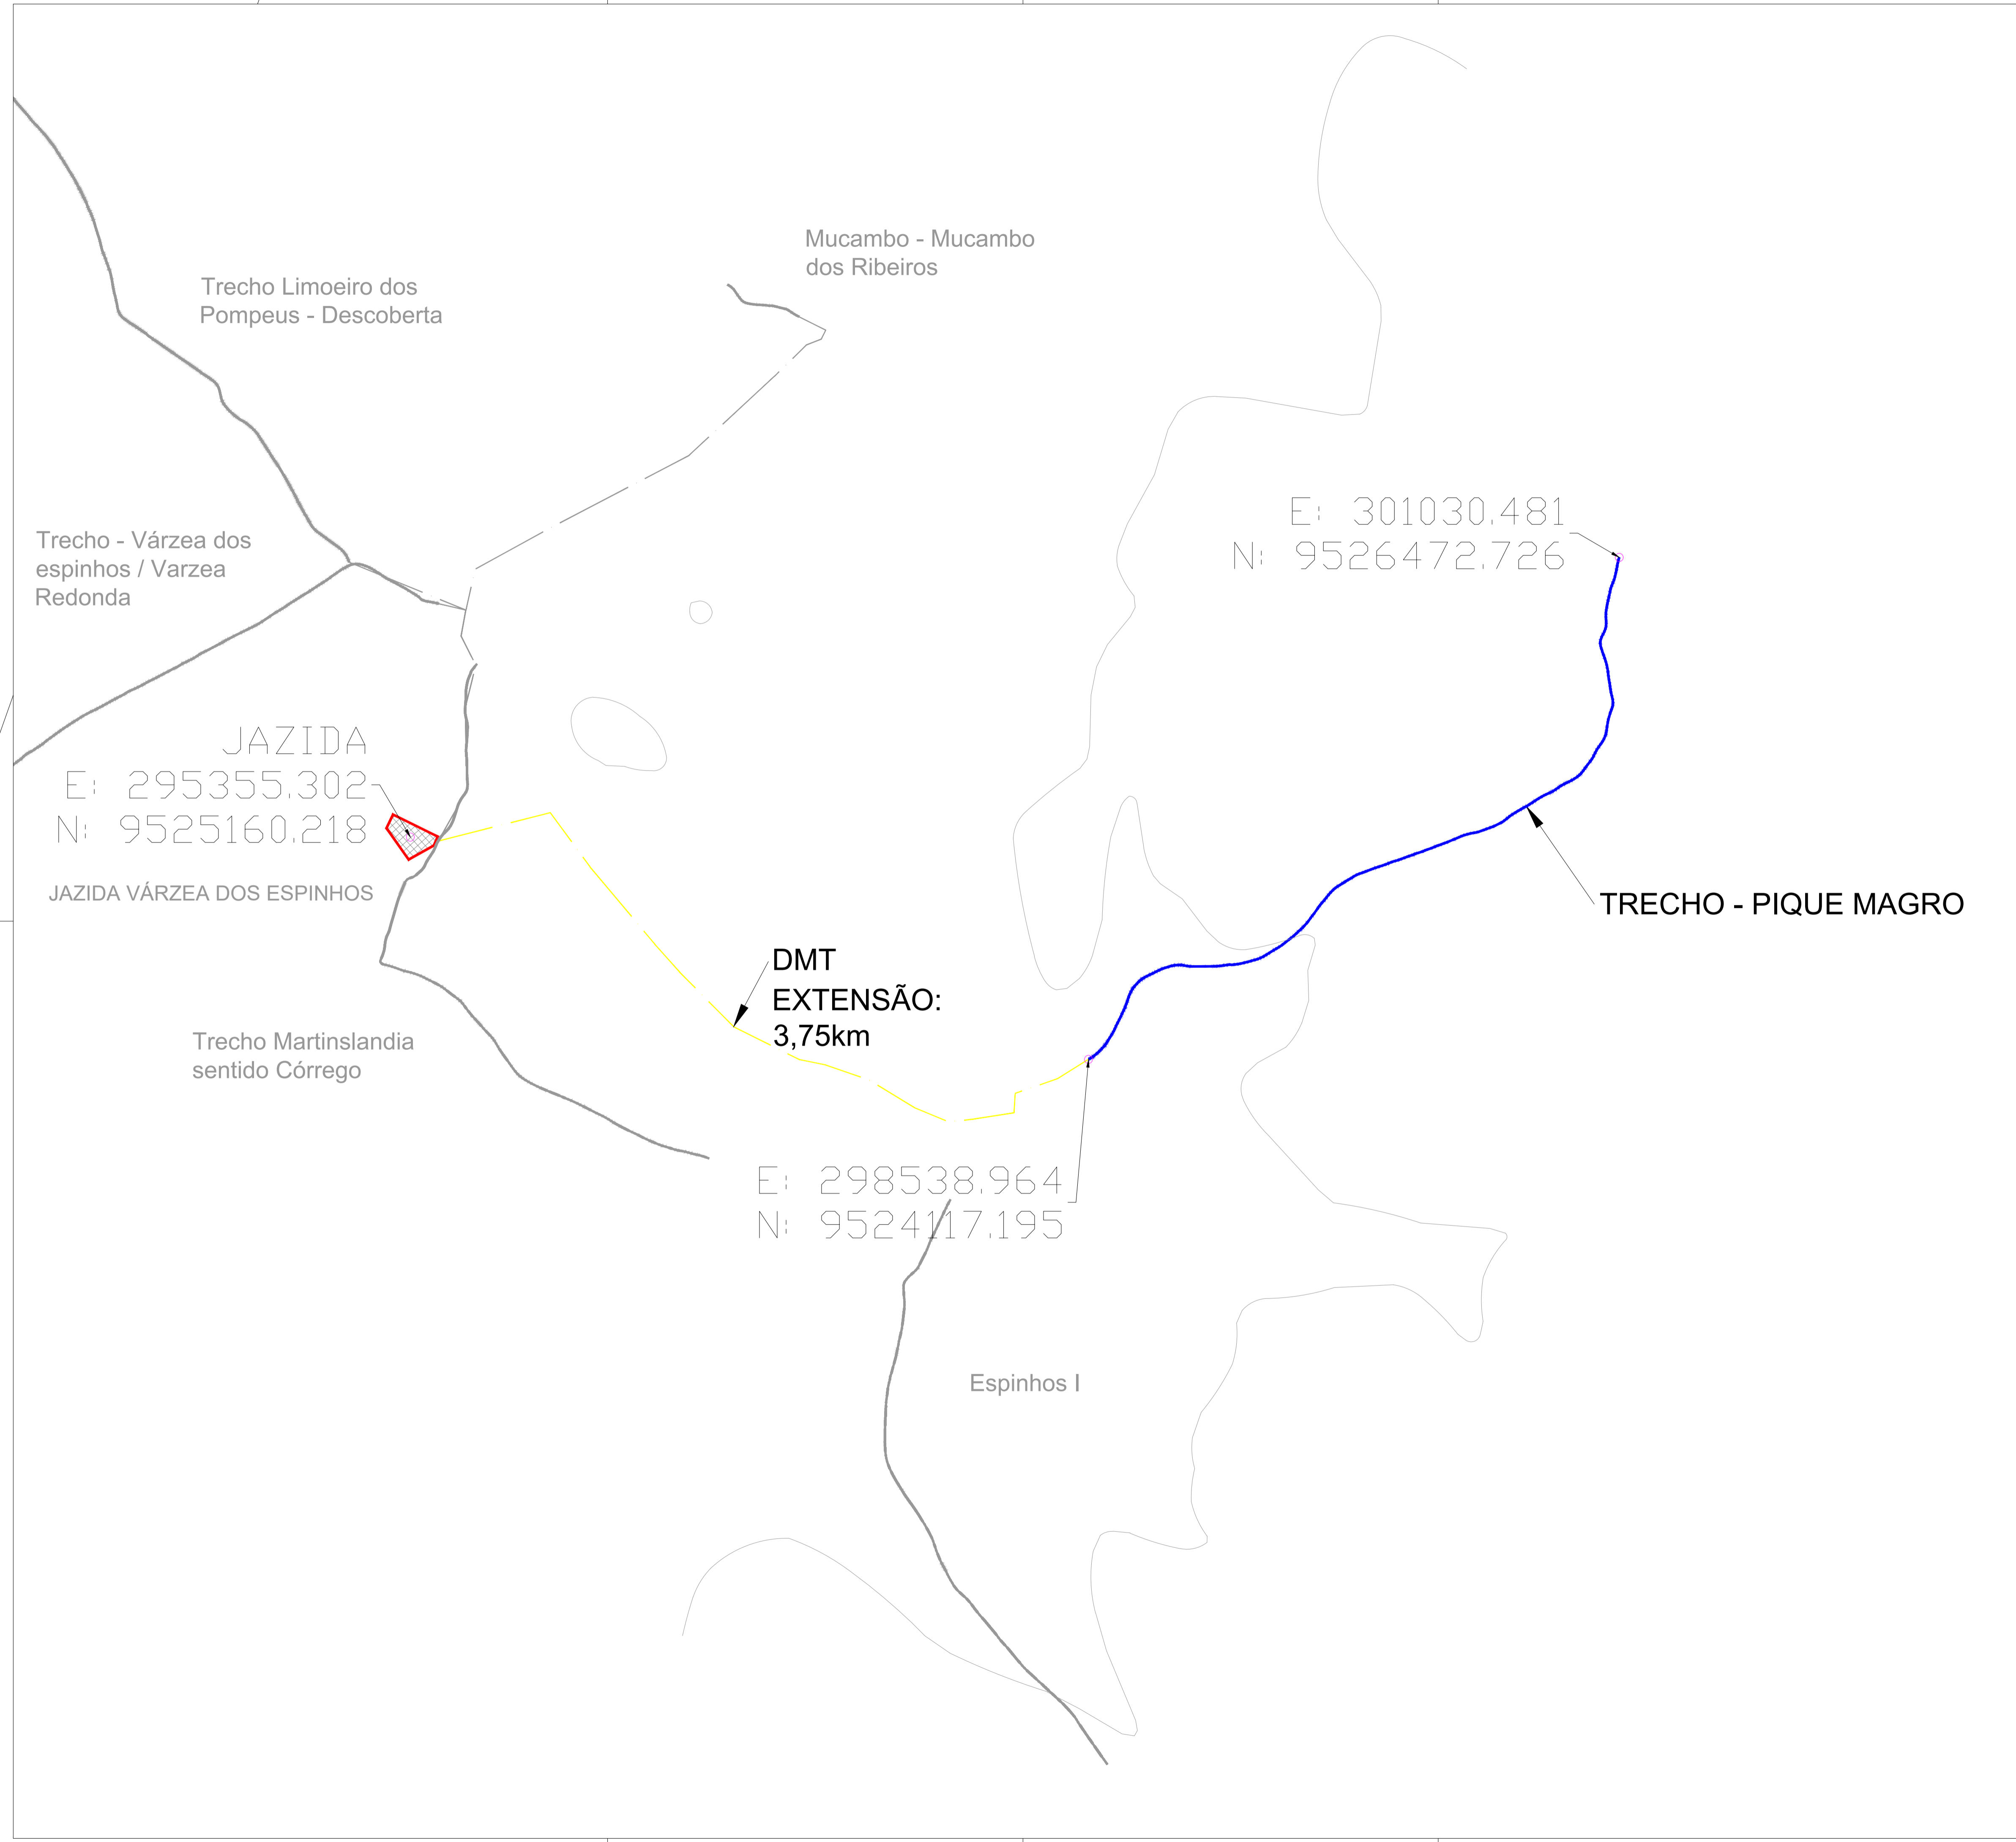 Mucambo - Mucambo
dos Ribeiros
Trecho Limoeiro dos
Pompeus - Descoberta
E: 301030.481
N: 9526472.726
Trecho - Várzea dos
espinhos / Varzea
Redonda
JAZIDA
E: 295355.302
N: 9525160.218
JAZIDA VÁRZEA DOS ESPINHOS
TRECHO - PIQUE MAGRO
DMT
EXTENSÃO:
3,75km
Trecho Martinslandia
sentido Córrego
E: 298538.964
N: 9524117.195
Espinhos I